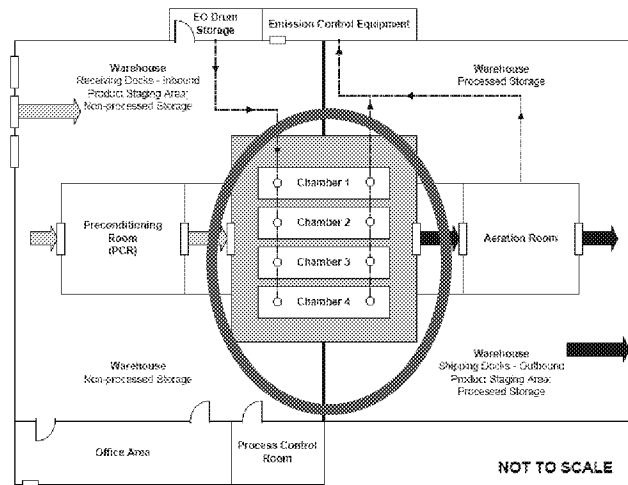 EO Drum
Storage
Emission Control Equipment
Warehouse
Receiving Docks - Inbound
Product Staging Area;
Non-processed Storage
Warehouse
Processed Storage
Chamber 1
Chamber 2
Chamber 3
Chamber 4
Preconditioning
Room
(PCR)
Aeration Room
Warehouse
Non-processed Storage
Warehouse
Shipping Docks - Outbound
Product Staging Area;
Processed Storage
Office Area
Process Control
Room
NOT TO SCALE